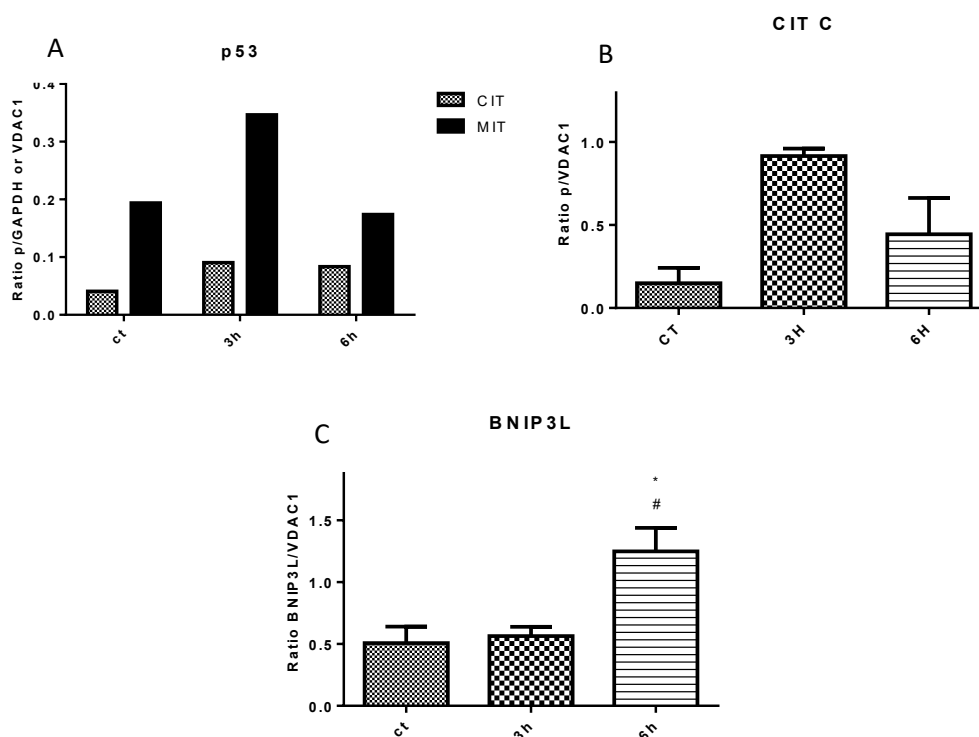 A
p53
0.4
0.3
0.2
0.1
0.0
Ratio p/GAPDH or VDAC1
ct
3h
6h
CIT
MIT
B
CIT C
1.0
0.5
0.0
Ratio p/VDAC1
CT
3H
6H
C
BNIP3L
1.5
1.0
0.5
0.0
Ratio BNIP3L/VDAC1
*
#
ct
3h
6h